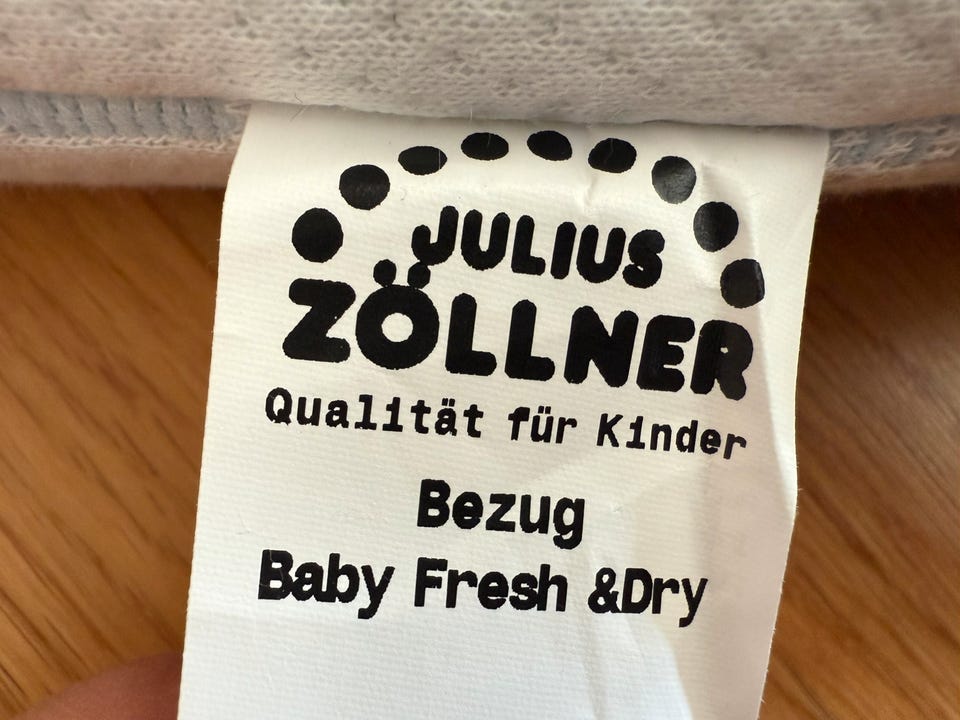 JULIUS
ZÖLLNER
Qualität für Kinder
Bezug
Baby Fresh &Dry